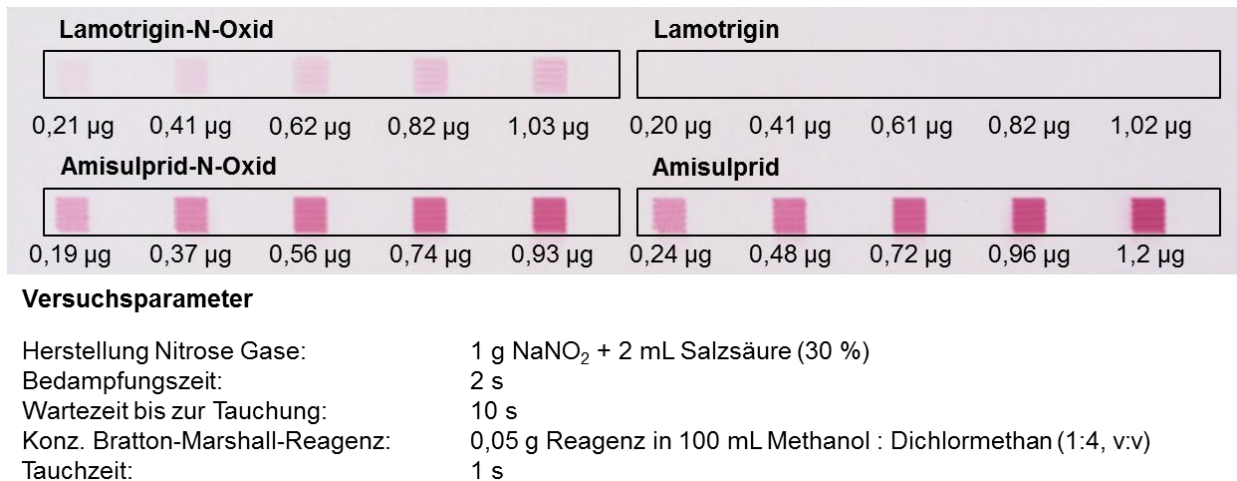 Lamotrigin-N-Oxid Lamotrigin
0,21 µg 0,41 µg 0,62 µg 0,82 µg 1,03 µg 0,20 µg 0,41 µg 0,61 µg 0,82 µg 1,02 µg
Amisulprid-N-Oxid Amisulprid
0,19 µg 0,37 µg 0,56 µg 0,74 µg 0,93 µg 0,24 µg 0,48 µg 0,72 µg 0,96 µg 1,2 µg
Versuchsparameter
Herstellung Nitrose Gase: 1 g NaNO₂ + 2 mL Salzsäure (30 %)
Bedampfungszeit: 2 s
Wartezeit bis zur Tauchung: 10 s
Konz. Bratton-Marshall-Reagenz: 0,05 g Reagenz in 100 mL Methanol : Dichlormethan (1:4, v:v)
Tauchzeit: 1 s